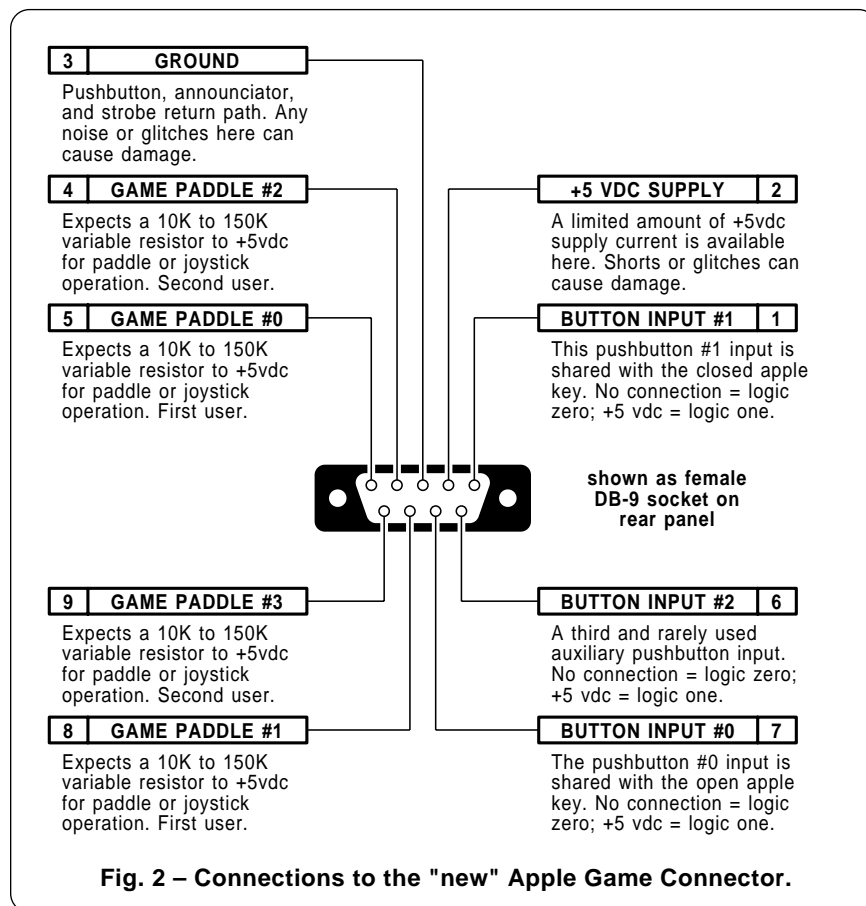 3 GROUND
Pushbutton, announciator,
and strobe return path. Any
noise or glitches here can
cause damage.
4 GAME PADDLE #2
Expects a 10K to 150K
variable resistor to +5vdc
for paddle or joystick
operation. Second user.
5 GAME PADDLE #0
Expects a 10K to 150K
variable resistor to +5vdc
for paddle or joystick
operation. First user.
+5 VDC SUPPLY 2
A limited amount of +5vdc
supply current is available
here. Shorts or glitches can
cause damage.
BUTTON INPUT #1 1
This pushbutton #1 input is
shared with the closed apple
key. No connection = logic
zero; +5 vdc = logic one.
shown as female
DB-9 socket on
rear panel
9 GAME PADDLE #3
Expects a 10K to 150K
variable resistor to +5vdc
for paddle or joystick
operation. Second user.
8 GAME PADDLE #1
Expects a 10K to 150K
variable resistor to +5vdc
for paddle or joystick
operation. First user.
BUTTON INPUT #2 6
A third and rarely used
auxiliary pushbutton input.
No connection = logic zero;
+5 vdc = logic one.
BUTTON INPUT #0 7
The pushbutton #0 input is
shared with the open apple
key. No connection = logic
zero; +5 vdc = logic one.
Fig. 2 – Connections to the "new" Apple Game Connector.